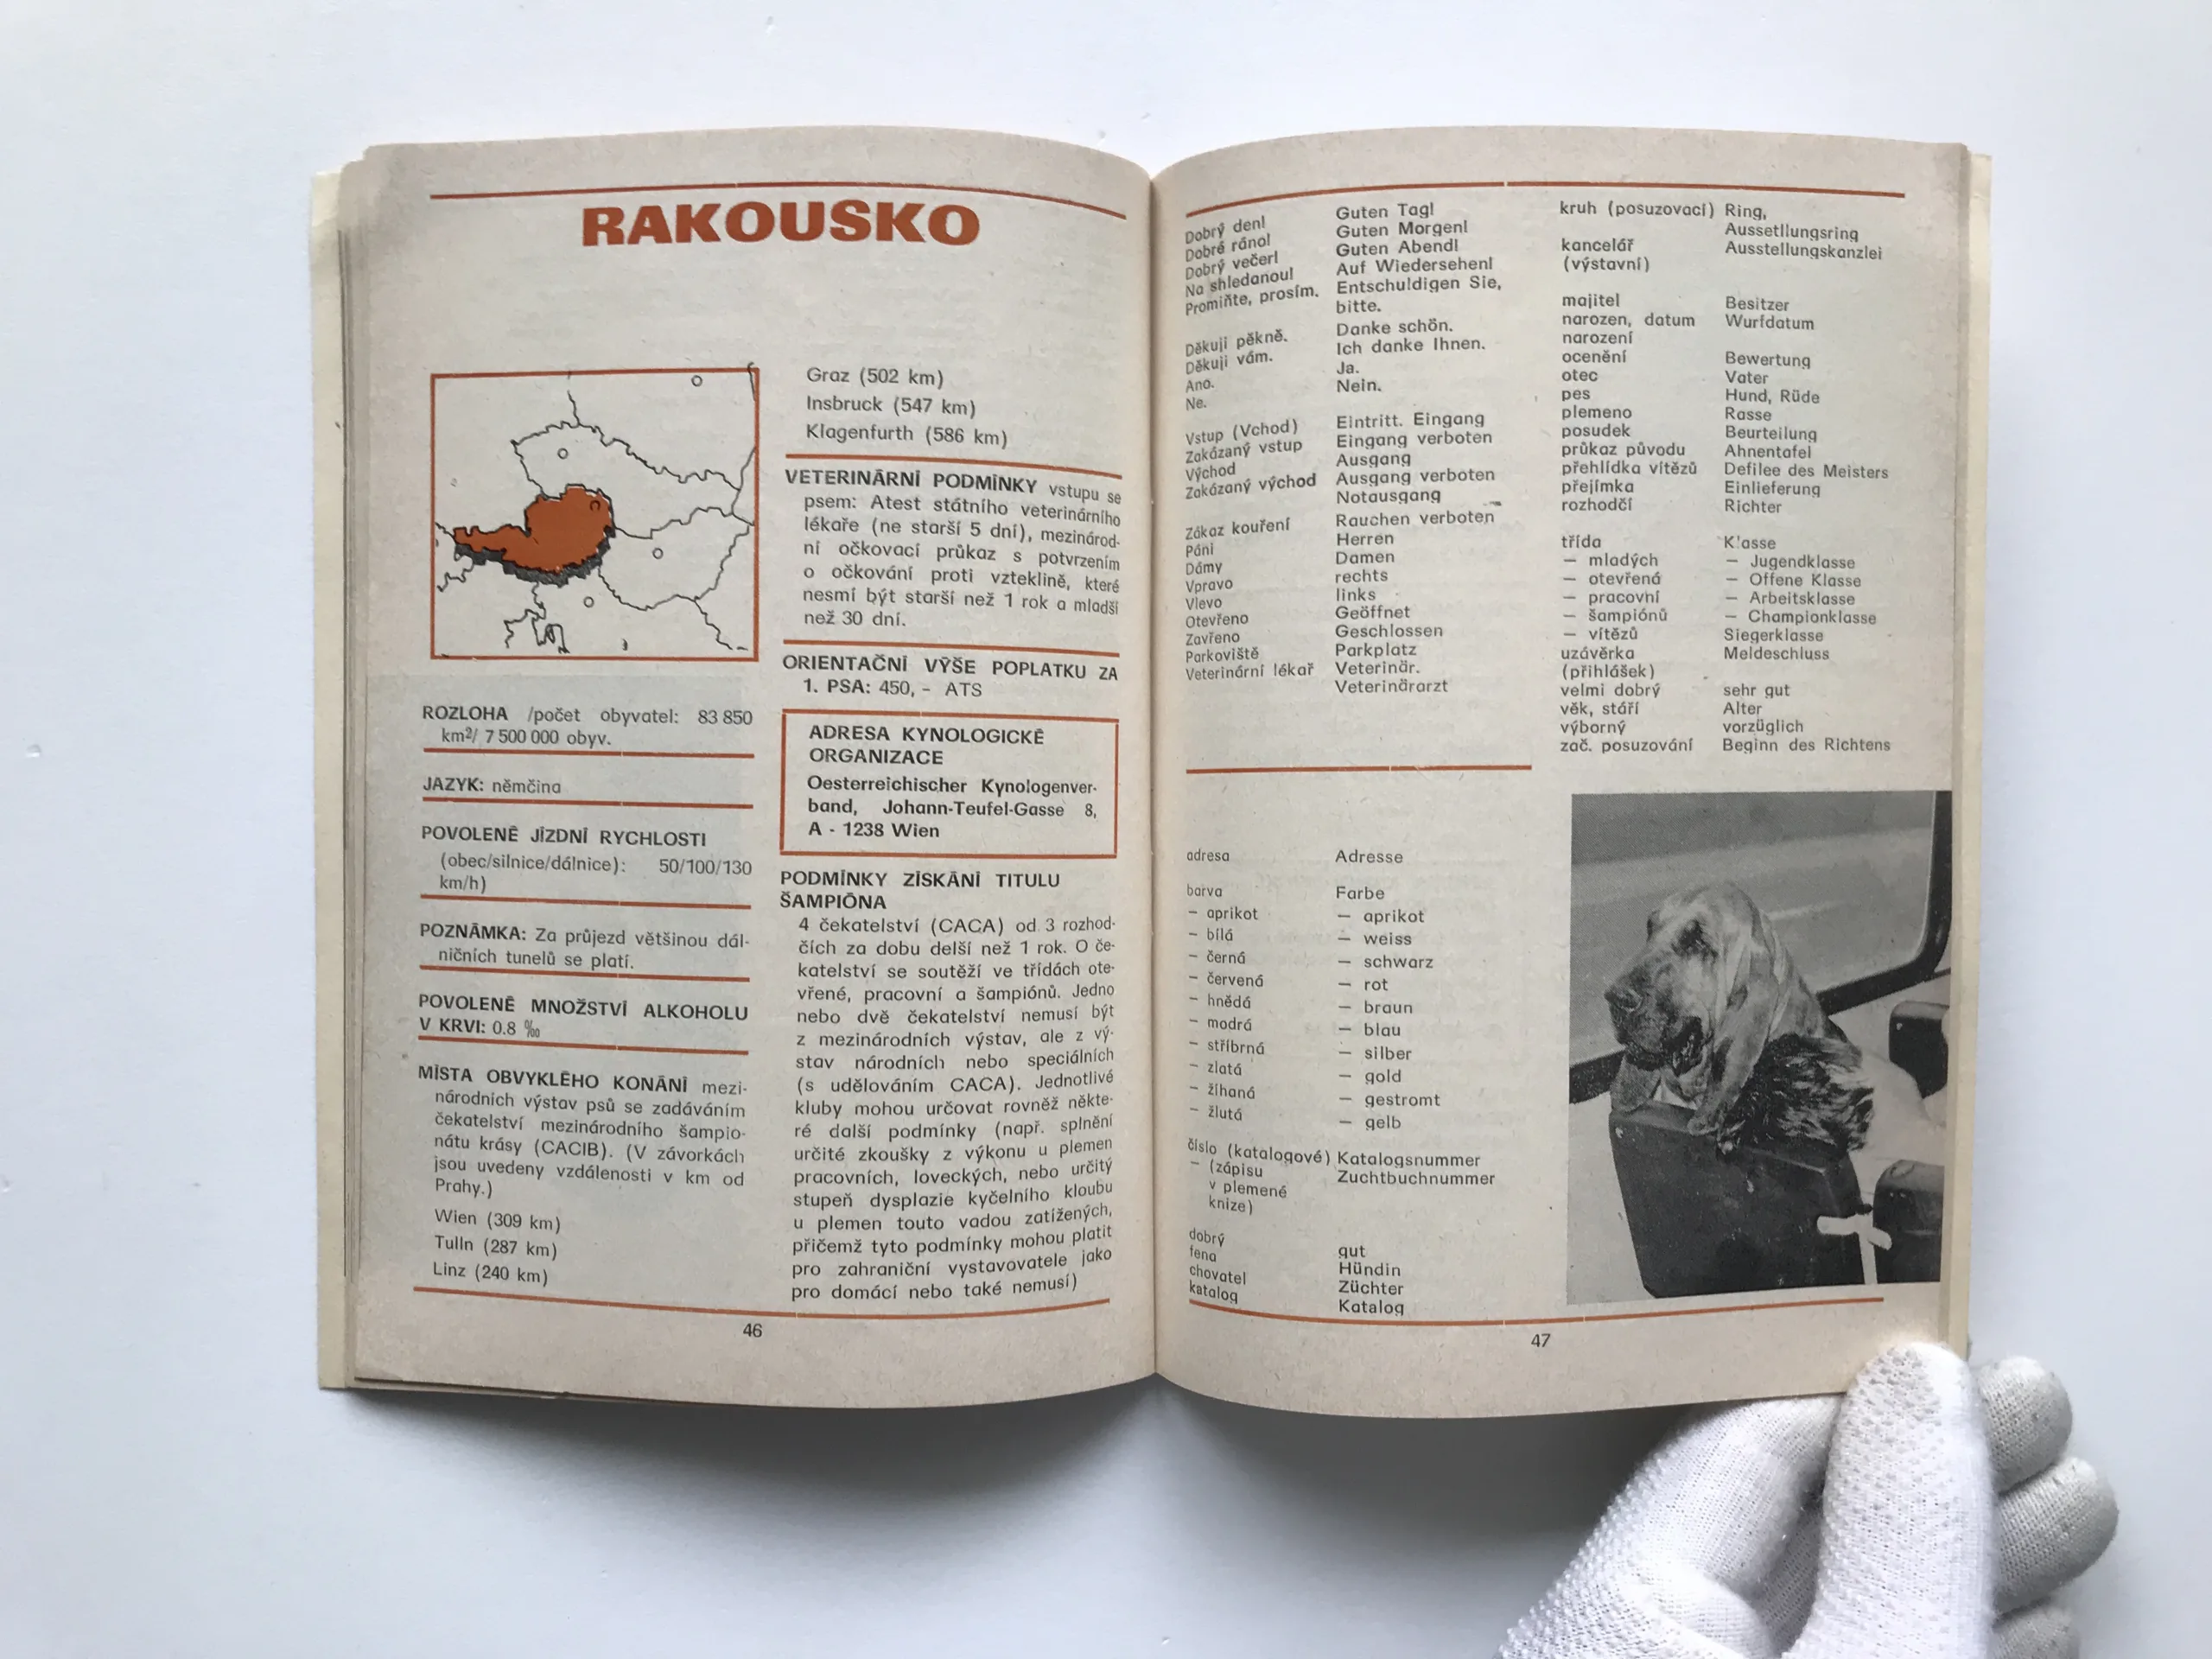 RAKOUSKO
ROZLOHA /počet obyvatel: 83 850
km²/ 7 500 000 obyv.
JAZYK: němčina
POVOLENÉ JÍZDNÍ RYCHLOSTI
(obec/silnice/dálnice): 50/100/130
km/h)
POZNÁMKA: Za průjezd většinou dál-
ničních tunelů se platí.
POVOLENÉ MNOŽSTVÍ ALKOHOLU
V KRVI: 0.8 ‰
MÍSTA OBVYKLÉHO KONÁNÍ mezi-
národních výstav psů se zadáváním
čekatelství mezinárodního šampio-
nátu krásy (CACIB). (V závorkách
jsou uvedeny vzdálenosti v km od
Prahy.)
Wien (309 km)
Tulln (287 km)
Linz (240 km)
Graz (502 km)
Insbruck (547 km)
Klagenfurth (586 km)
VETERINÁRNÍ PODMÍNKY vstupu se
psem: Atest státního veterinárního
lékaře (ne starší 5 dní), mezinárod-
ní očkovací průkaz s potvrzením
o očkování proti vzteklině, které
nesmí být starší než 1 rok a mladší
než 30 dní.
ORIENTAČNÍ VÝŠE POPLATKU ZA
1. PSA: 450, - ATS
ADRESA KYNOLOGICKÉ
ORGANIZACE
Oesterreichischer Kynologenver-
band, Johann-Teufel-Gasse 8,
A - 1238 Wien
PODMÍNKY ZÍSKÁNÍ TITULU
ŠAMPIÓNA
4 čekatelství (CACA) od 3 rozhod-
čích za dobu delší než 1 rok. O če-
katelství se soutěží ve třídách ote-
vřené, pracovní a šampiónů. Jedno
nebo dvě čekatelství nemusí být
z mezinárodních výstav, ale z vý-
stav národních nebo speciálních
(s udělováním CACA). Jednotlivé
kluby mohou určovat rovněž někte-
ré další podmínky (např. splnění
určité zkoušky z výkonu u plemen
pracovních, loveckých, nebo určitý
stupeň dysplazie kyčelního kloubu
u plemen touto vadou zatížených,
přičemž tyto podmínky mohou platit
pro zahraniční vystavovatele jako
pro domácí nebo také nemusí)
46
Dobrý den! Guten Tag!
Dobré ráno! Guten Morgen!
Dobrý večer! Guten Abend!
Na shledanou! Auf Wiedersehen!
Promiňte, prosím. Entschuldigen Sie,
bitte.
Děkuji pěkně. Danke schön.
Děkuji vám. Ich danke Ihnen.
Ano. Ja.
Ne. Nein.
Vstup (Vchod) Eintritt. Eingang
Zakázaný vstup Eingang verboten
Východ Ausgang
Zakázaný východ Ausgang verboten
Notausgang
Zákaz kouření Rauchen verboten
Páni Herren
Dámy Damen
Vpravo rechts
Vlevo links
Otevřeno Geöffnet
Zavřeno Geschlossen
Parkoviště Parkplatz
Veterinární lékař Veterinär.
Veterinärarzt
adresa Adresse
barva Farbe
– aprikot – aprikot
– bílá – weiss
– černá – schwarz
– červená – rot
– hnědá – braun
– modrá – blau
– stříbrná – silber
– zlatá – gold
– žíhaná – gestromt
– žlutá – gelb
číslo (katalogové) Katalogsnummer
– (zápisu Zuchtbuchnummer
v plemené
knize)
dobrý gut
fena Hündin
chovatel Züchter
katalog Katalog
kruh (posuzovací) Ring,
Aussetllungsring
kancelář Ausstellungskanzlei
(výstavní)
majitel Besitzer
narozen, datum Wurfdatum
narození
ocenění Bewertung
otec Vater
pes Hund, Rüde
plemeno Rasse
posudek Beurteilung
průkaz původu Ahnentafel
přehlídka vítězů Defilee des Meisters
přejímka Einlieferung
rozhodčí Richter
třída K'asse
– mladých – Jugendklasse
– otevřená – Offene Klasse
– pracovní – Arbeitsklasse
– šampiónů – Championklasse
– vítězů Siegerklasse
uzávěrka Meldeschluss
(přihlášek)
velmi dobrý sehr gut
věk, stáří Alter
výborný vorzüglich
zač. posuzování Beginn des Richtens
47